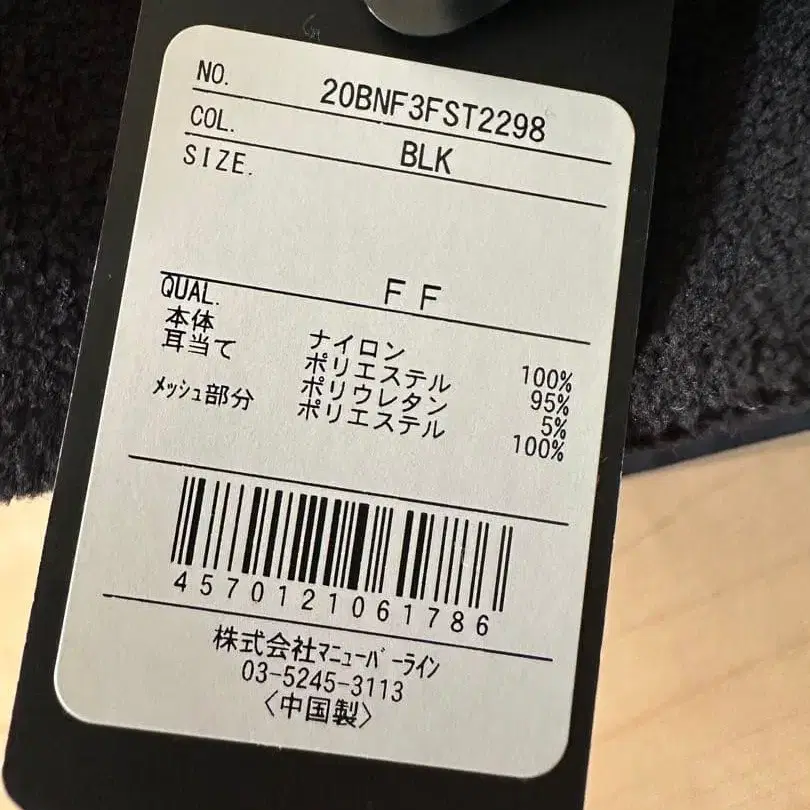 NO. 20BNF3FST2298
COL. BLK
SIZE.
F F
QUAL.
本体 ナイロン 100%
耳当て ポリエステル 95%
ポリウレタン 5%
ﾒｯｼｭ部分 ポリエステル 100%
4570121061786
株式会社ﾏﾆｭｰﾊﾞｰﾗｲﾝ
03-5245-3113
〈中国製〉